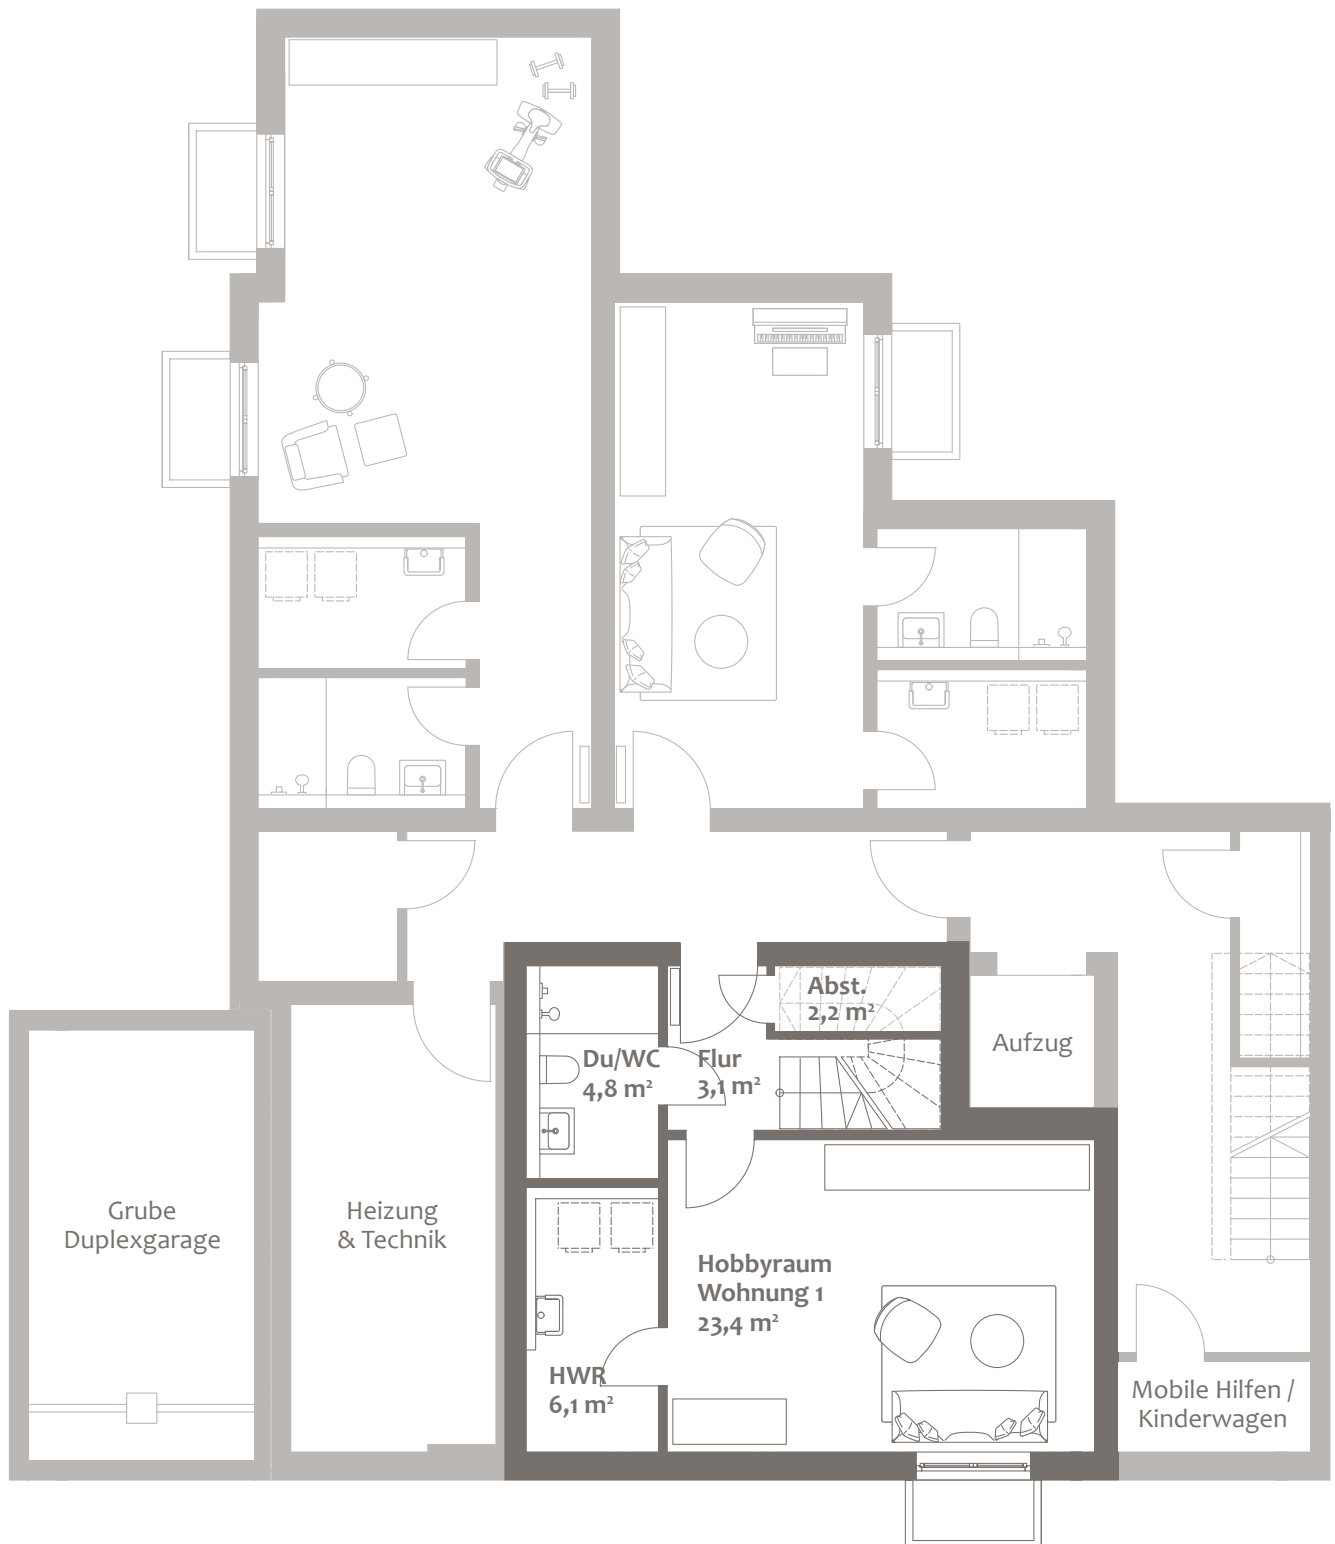 Abst.
2,2 m²
Aufzug
Du/WC
4,8 m²
Flur
3,1 m²
Grube
Duplexgarage
Heizung
& Technik
Hobbyraum
Wohnung 1
23,4 m²
HWR
6,1 m²
Mobile Hilfen /
Kinderwagen